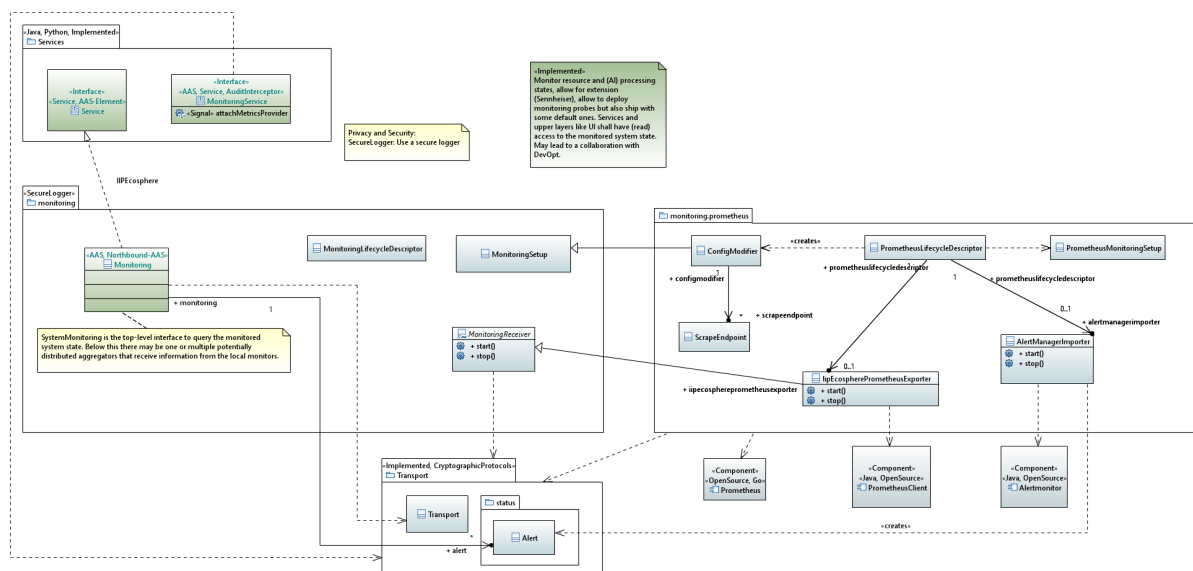 «Java, Python, Implemented»
Services
«Interface»
«Service, AAS-Element»
Service
«Interface»
«AAS, Service, AuditInterceptor»
MonitoringService
«Signal» attachMetricsProvider
Privacy and Security:
SecureLogger: Use a secure logger
«Implemented»
Monitor resource and (AI) processing
states, allow for extension
(Sennheiser), allow to deploy
monitoring probes but also ship with
some default ones. Services and
upper layers like UI shall have (read)
access to the monitored system state.
May lead to a collaboration with
DevOpt.
IIPEcosphere
«SecureLogger»
monitoring
«AAS, Northbound-AAS»
Monitoring
+ monitoring
1
MonitoringLifecycleDescriptor
MonitoringSetup
SystemMonitoring is the top-level interface to query the monitored
system state. Below this there may be one or multiple potentially
distributed aggregators that receive information from the local monitors.
MonitoringReceiver
+ start()
+ stop()
monitoring.prometheus
ConfigModifier
«creates»
PrometheusLifecycleDescriptor
PrometheusMonitoringSetup
+ configmodifier
1
+ prometheuslifecycledescriptor
1
1
+ prometheuslifecycledescriptor
* + scrapeendpoint
ScrapeEndpoint
0..1
+ alertmanagerimporter
AlertManagerImporter
+ start()
+ stop()
0..1
+ iipecosphereprometheusexporter
IipEcospherePrometheusExporter
+ start()
+ stop()
«Implemented, CryptographicProtocols»
Transport
Transport
status
Alert
*
+ alert
«Component»
«OpenSource, Go»
Prometheus
«Component»
«Java, OpenSource»
PrometheusClient
«Component»
«Java, OpenSource»
Alertmonitor
«creates»